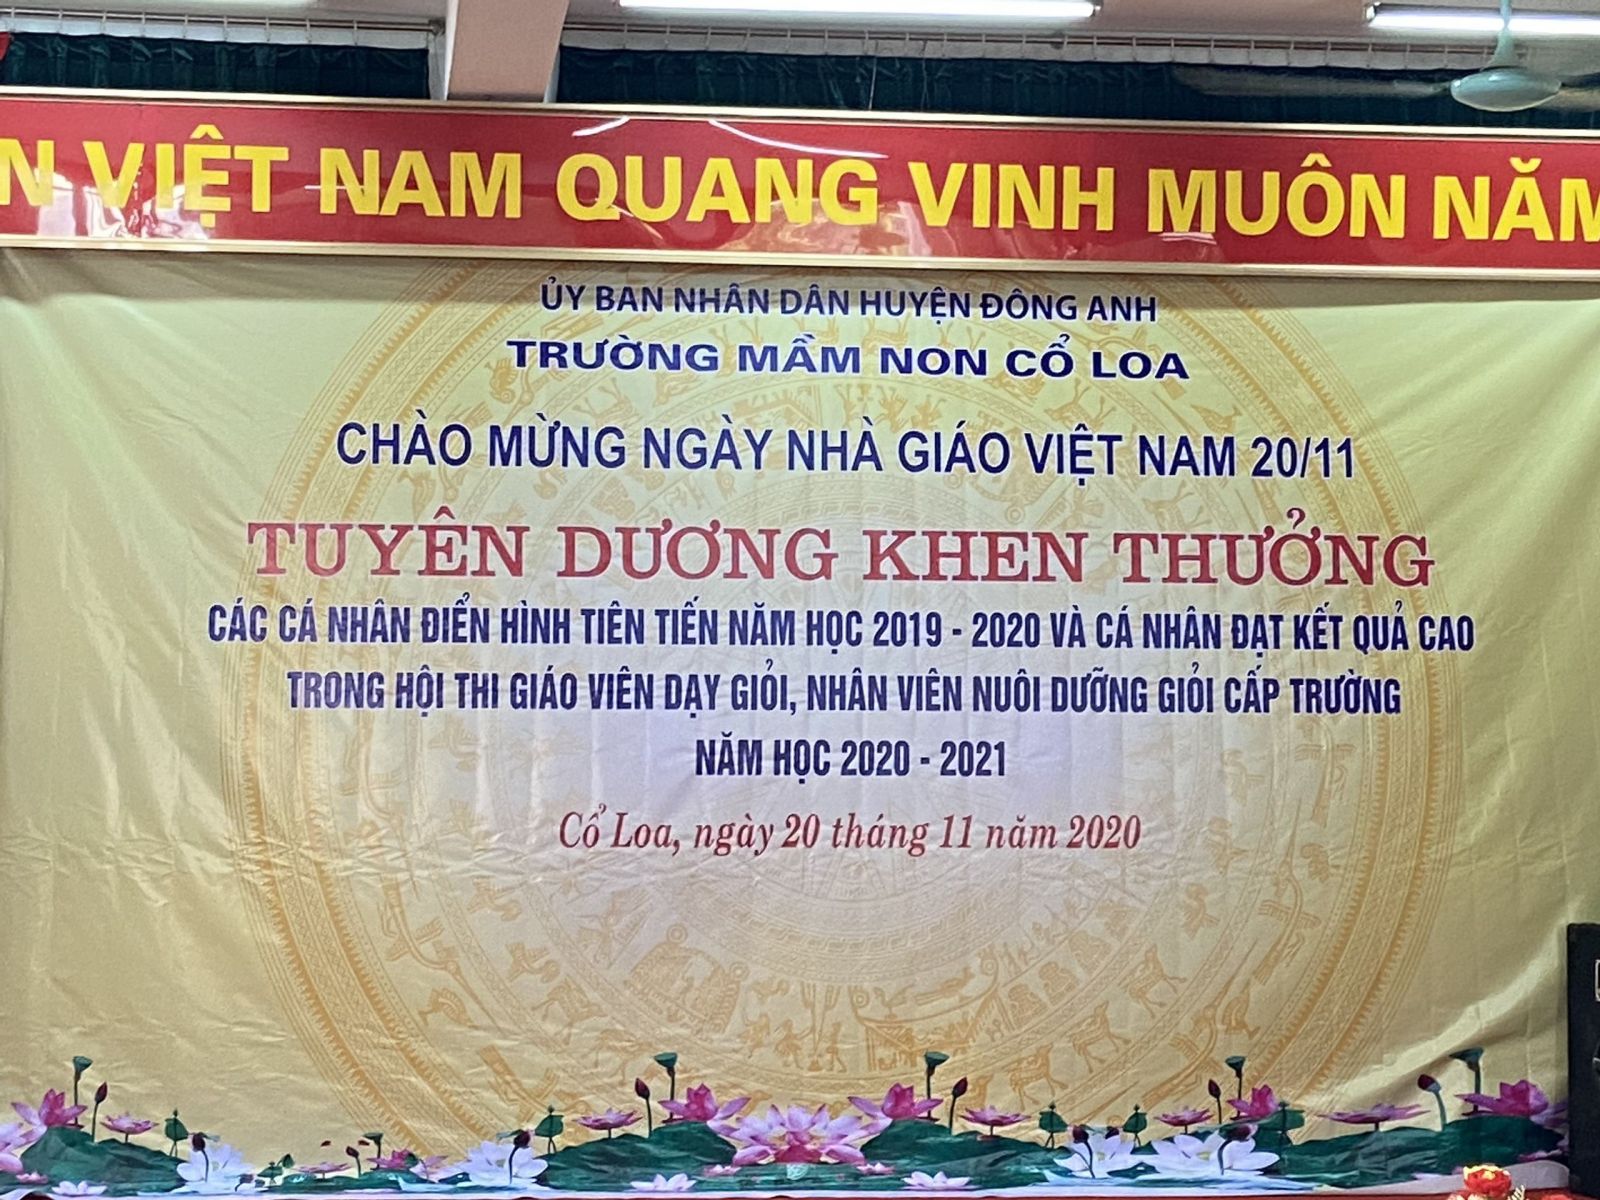 VIỆT NAM QUANG VINH MUÔN NĂM
ỦY BAN NHÂN DÂN HUYỆN ĐÔNG ANH
TRƯỜNG MẦM NON CỔ LOA
CHÀO MỪNG NGÀY NHÀ GIÁO VIỆT NAM 20/11
TUYÊN DƯƠNG KHEN THƯỞNG
CÁC CÁ NHÂN ĐIỂN HÌNH TIÊN TIẾN NĂM HỌC 2019 - 2020 VÀ CÁ NHÂN ĐẠT KẾT QUẢ CAO
TRONG HỘI THI GIÁO VIÊN DẠY GIỎI, NHÂN VIÊN NUÔI DƯỠNG GIỎI CẤP TRƯỜNG
NĂM HỌC 2020 - 2021
Cổ Loa, ngày 20 tháng 11 năm 2020